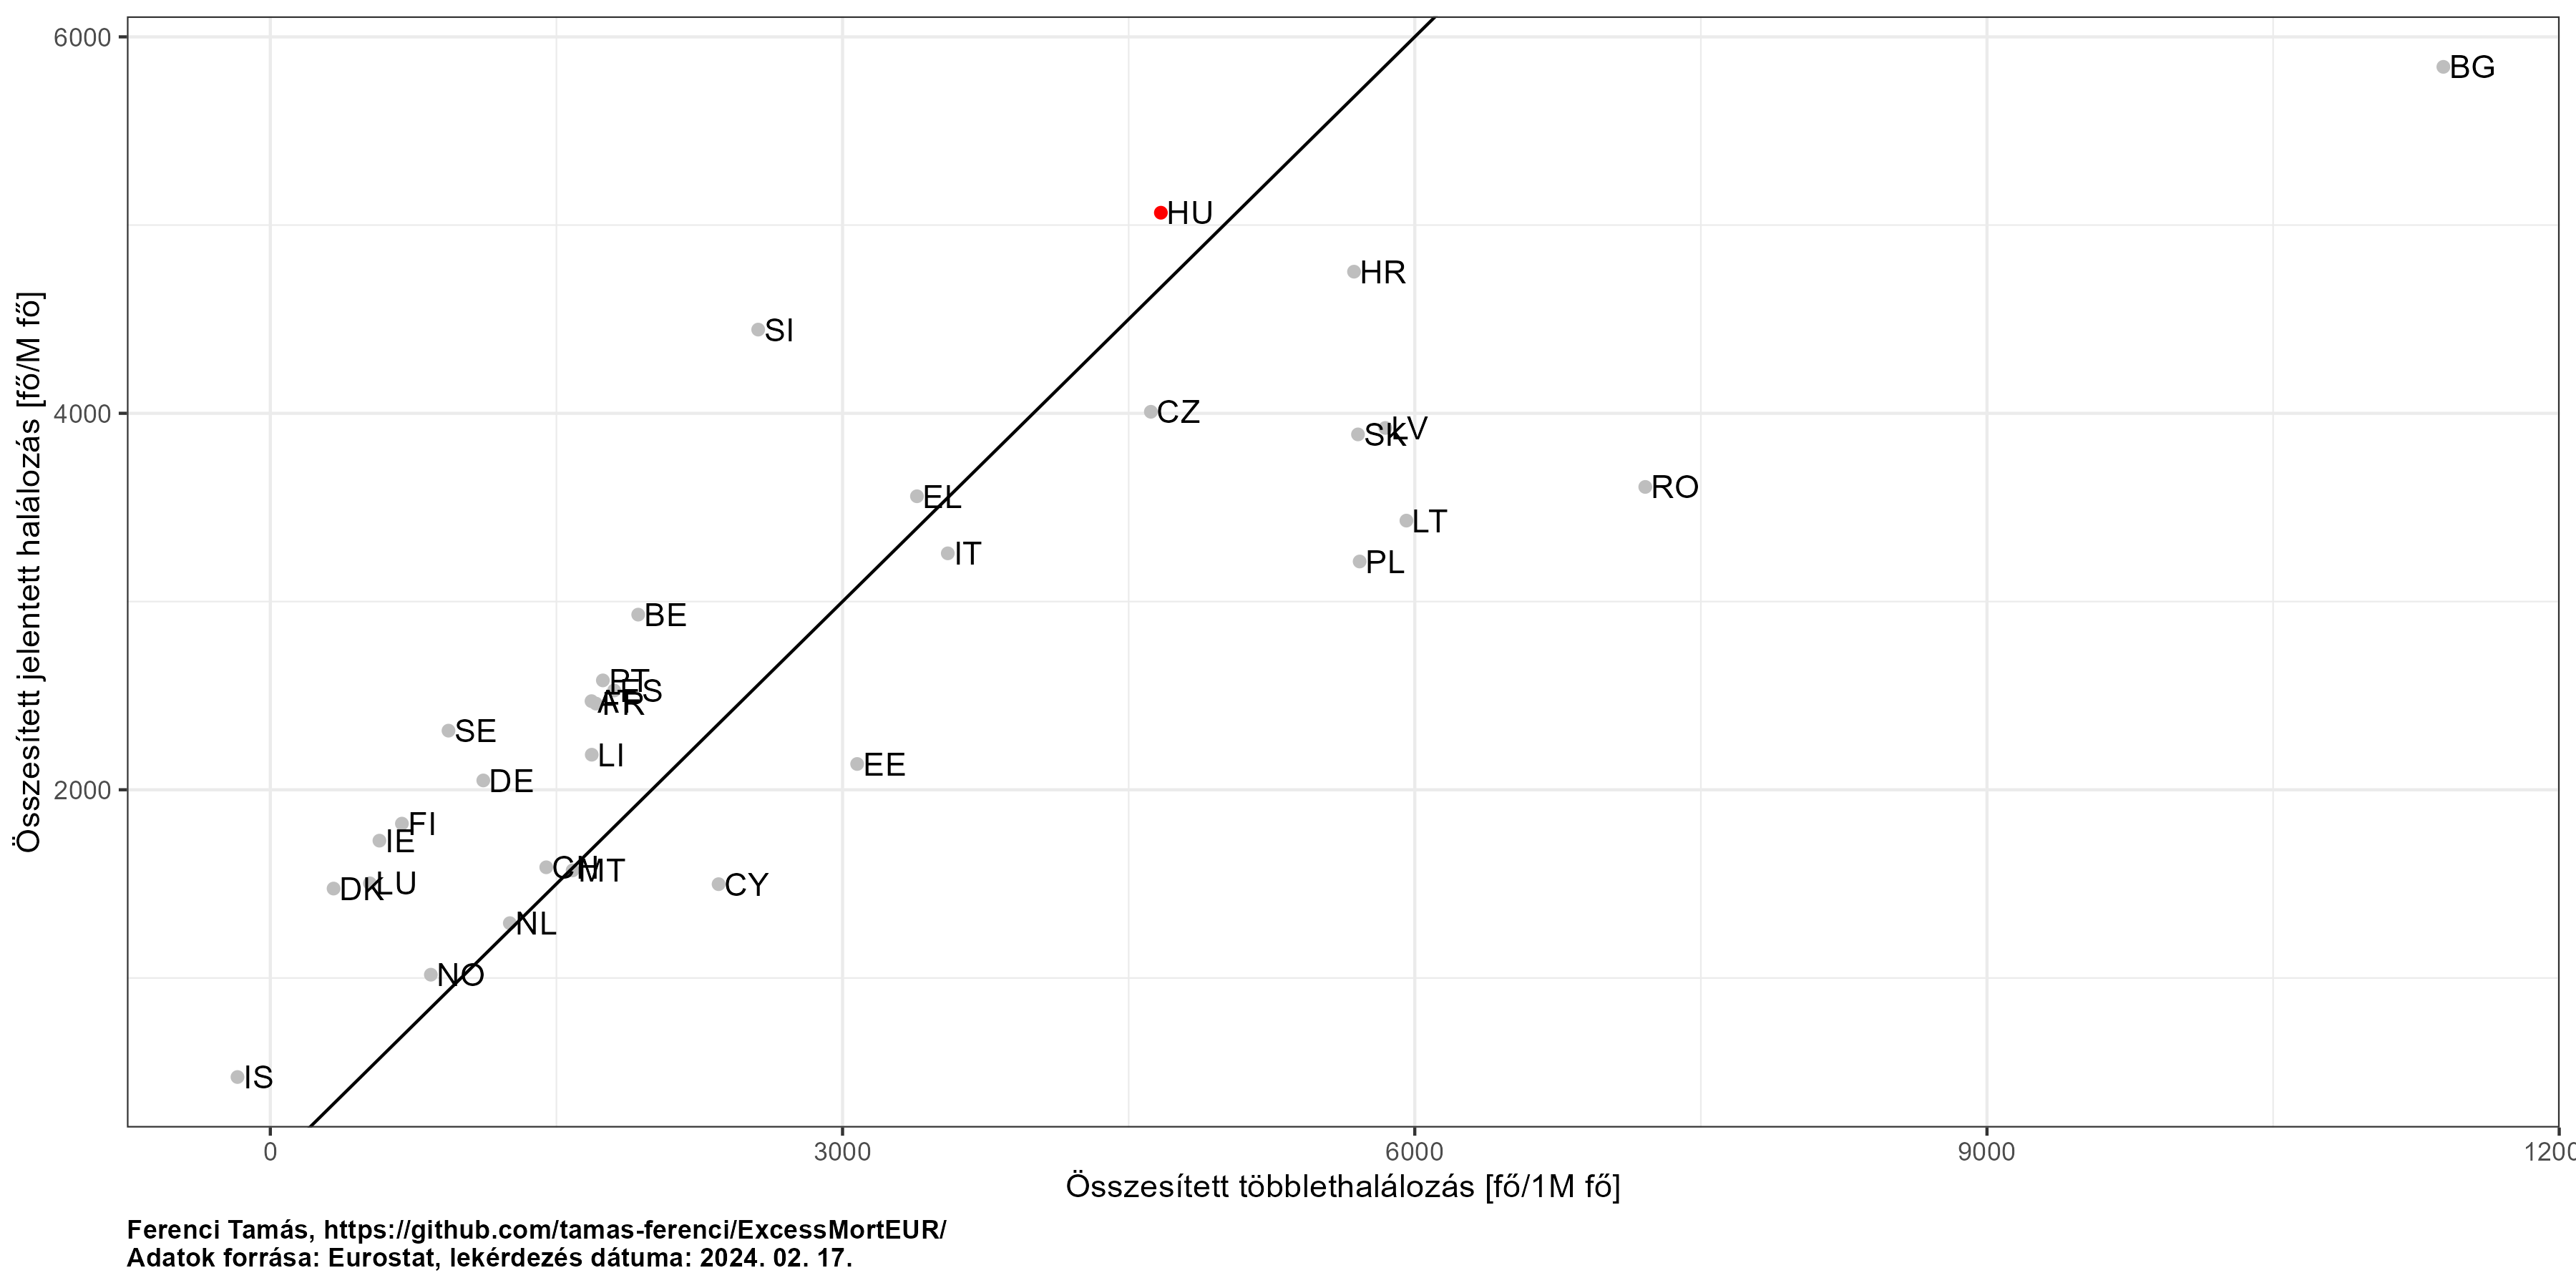 6000
4000
2000
Összesített jelentett halálozás [fő/M fő]
BG
HU
HR
SI
CZ
LV
SK
EL
RO
LT
IT
PL
BE
PT
ES
AT
FR
SE
LI
EE
DE
FI
IE
CH
MT
CY
LU
DK
NL
NO
IS
0
3000
6000
9000
1200
Összesített többlethalálozás [fő/1M fő]
Ferenci Tamás, https://github.com/tamas-ferenci/ExcessMortEUR/
Adatok forrása: Eurostat, lekérdezés dátuma: 2024. 02. 17.